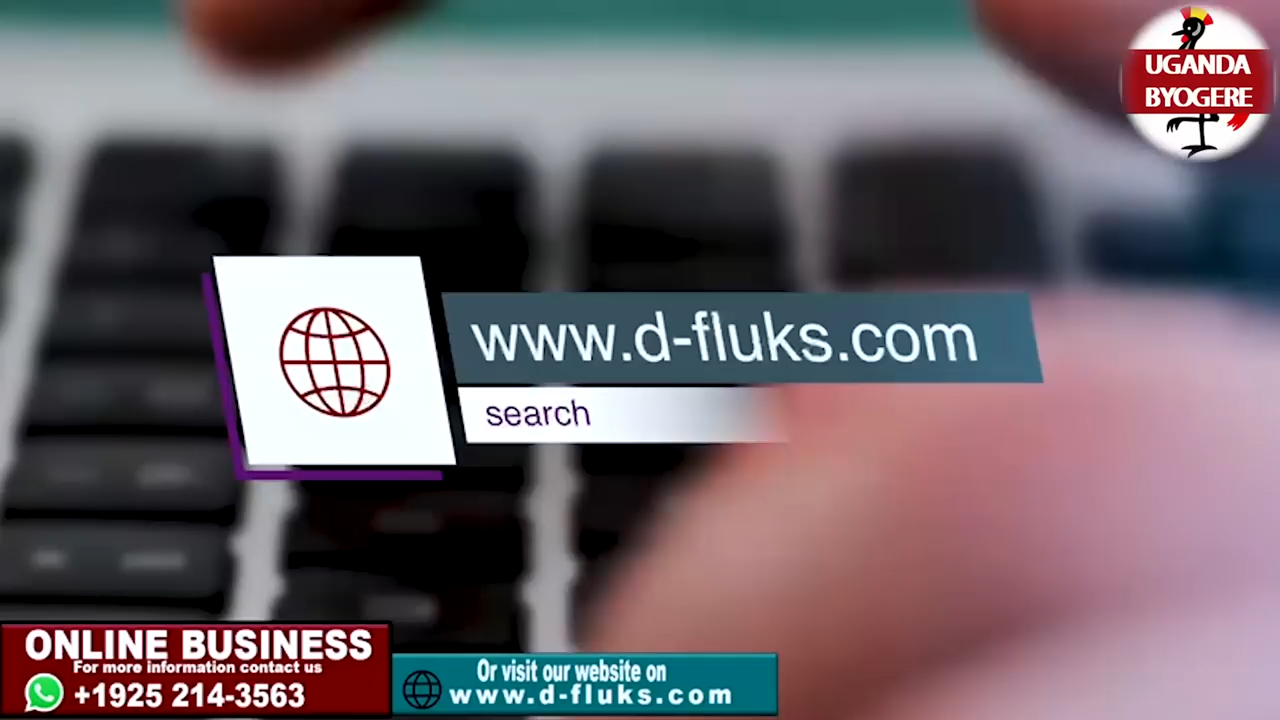 UGANDA
BYOGERE
www.d-fluks.com
search
ONLINE BUSINESS
For more information contact us
+1925 214-3563
Or visit our website on
www.d-fluks.com